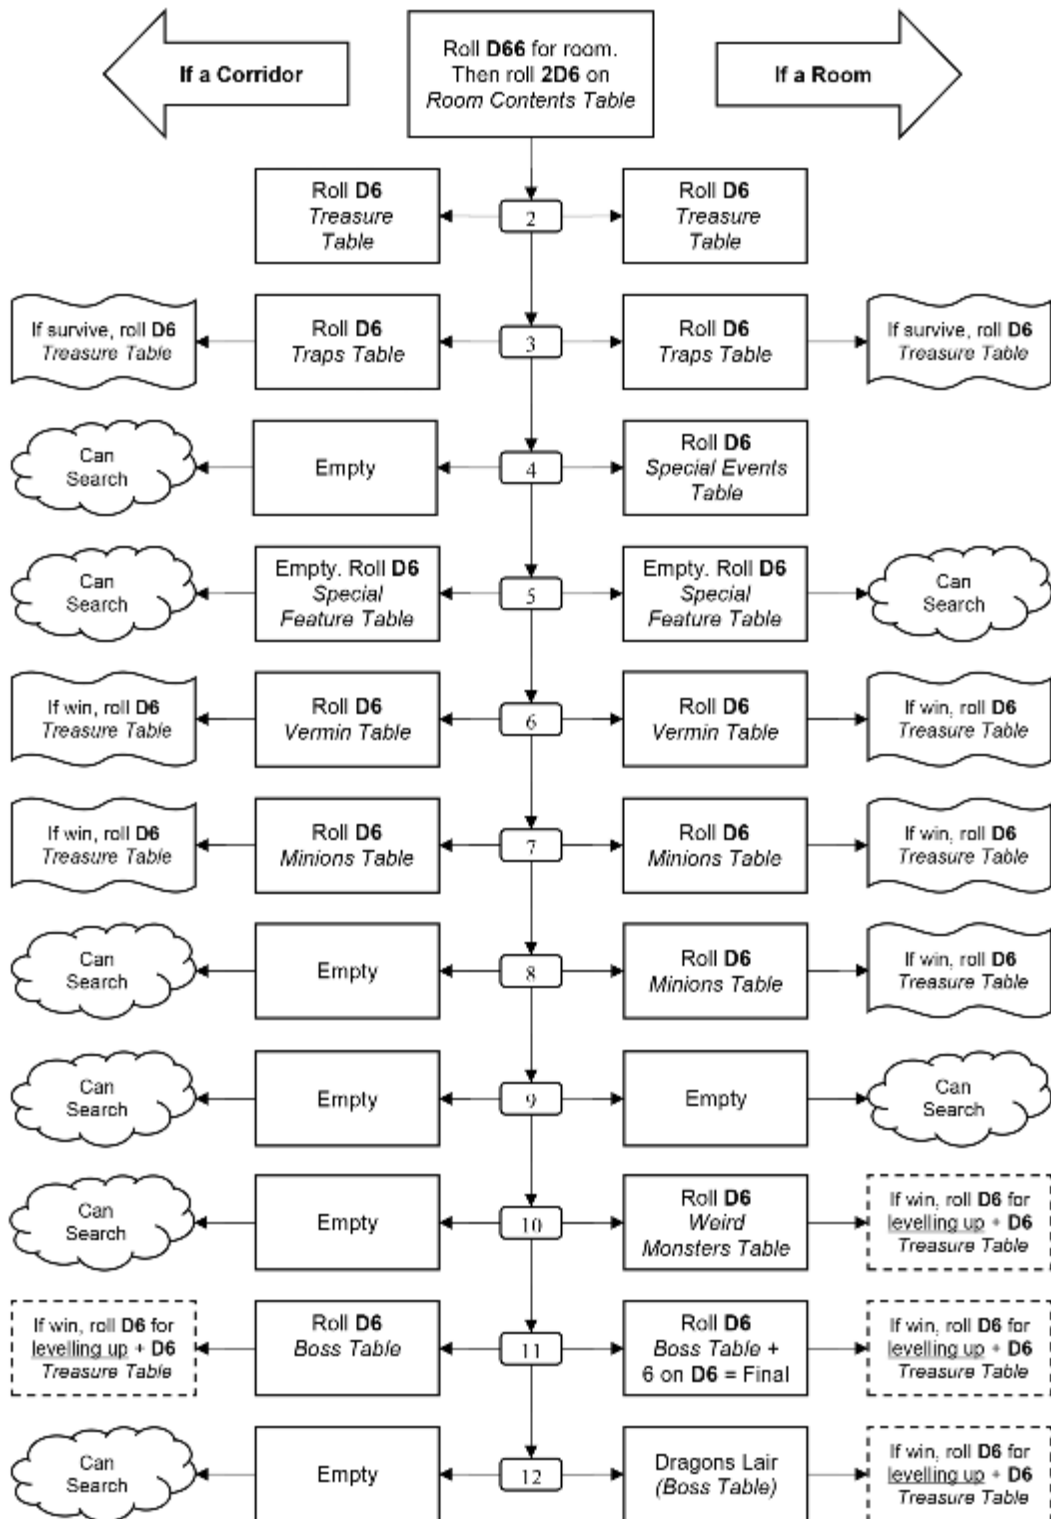 If a Corridor
Roll D66 for room.
Then roll 2D6 on
Room Contents Table
If a Room
Roll D6
Treasure
Table
2
Roll D6
Treasure
Table
If survive, roll D6
Treasure Table
Roll D6
Traps Table
3
Roll D6
Traps Table
If survive, roll D6
Treasure Table
Can
Search
Empty
4
Roll D6
Special Events
Table
Can
Search
Empty. Roll D6
Special
Feature Table
5
Empty. Roll D6
Special
Feature Table
Can
Search
If win, roll D6
Treasure Table
Roll D6
Vermin Table
6
Roll D6
Vermin Table
If win, roll D6
Treasure Table
If win, roll D6
Treasure Table
Roll D6
Minions Table
7
Roll D6
Minions Table
If win, roll D6
Treasure Table
Can
Search
Empty
8
Roll D6
Minions Table
If win, roll D6
Treasure Table
Can
Search
Empty
9
Empty
Can
Search
Can
Search
Empty
10
Roll D6
Weird
Monsters Table
If win, roll D6 for
levelling up + D6
Treasure Table
If win, roll D6 for
levelling up + D6
Treasure Table
Roll D6
Boss Table
11
Roll D6
Boss Table +
6 on D6 = Final
If win, roll D6 for
levelling up + D6
Treasure Table
Can
Search
Empty
12
Dragons Lair
(Boss Table)
If win, roll D6 for
levelling up + D6
Treasure Table